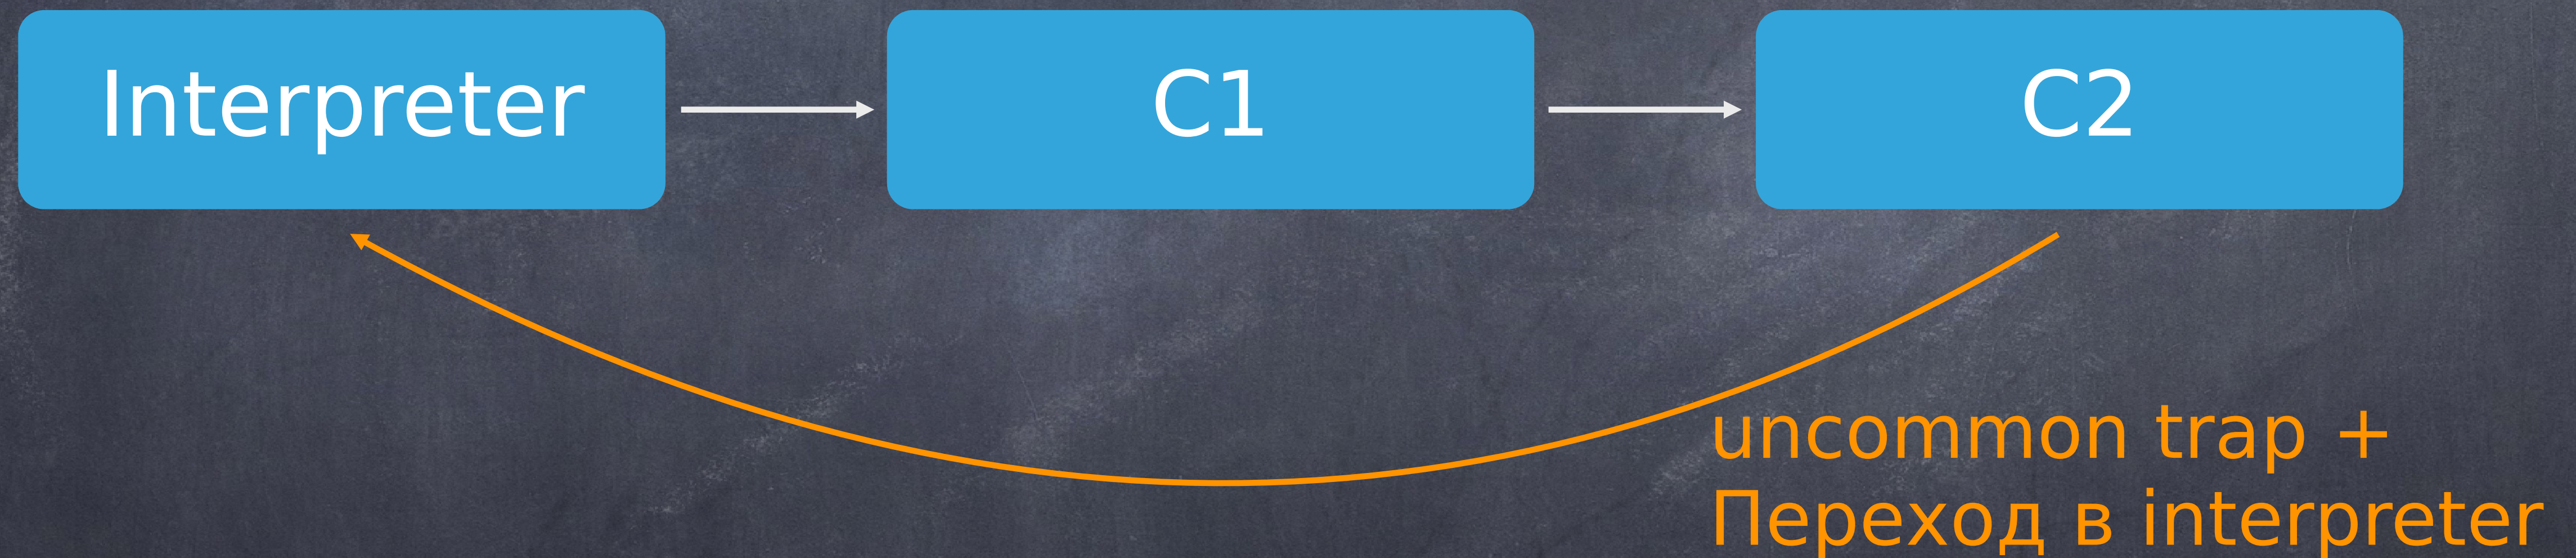 Interpreter
C1
C2
uncommon trap +
Переход в interpreter